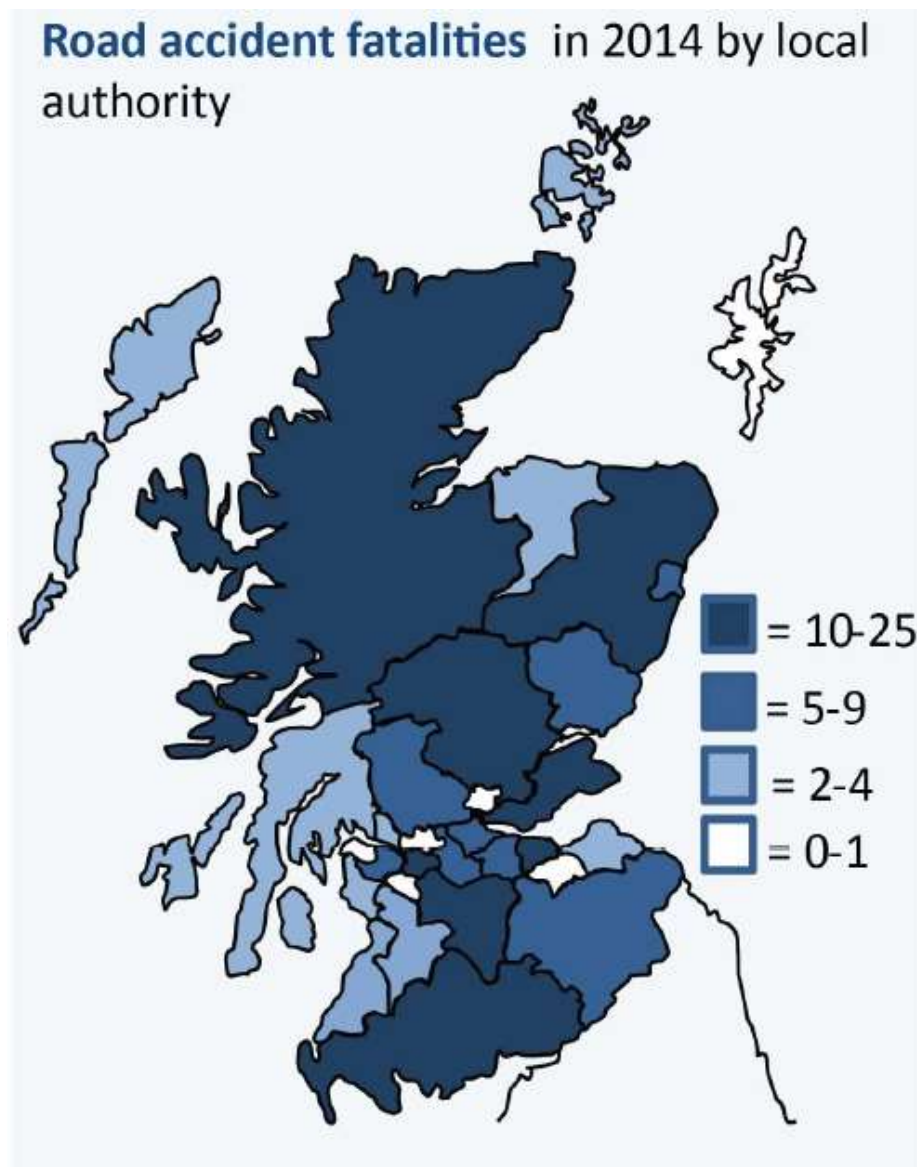 Road accident fatalities in 2014 by local
authority
= 10-25
= 5-9
= 2-4
= 0-1